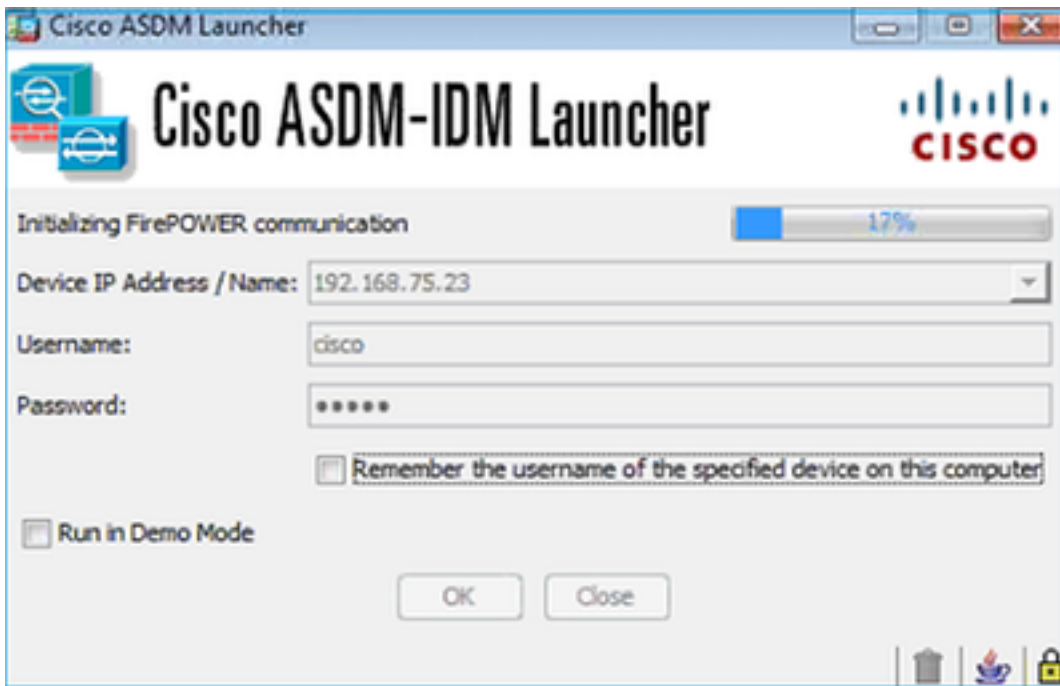 Cisco ASDM Launcher
Cisco ASDM-IDM Launcher
CISCO
Initializing FirePOWER communication
17%
Device IP Address / Name: 192.168.75.23
Username: cisco
Password: •••••
Remember the username of the specified device on this computer
Run in Demo Mode
OK Close